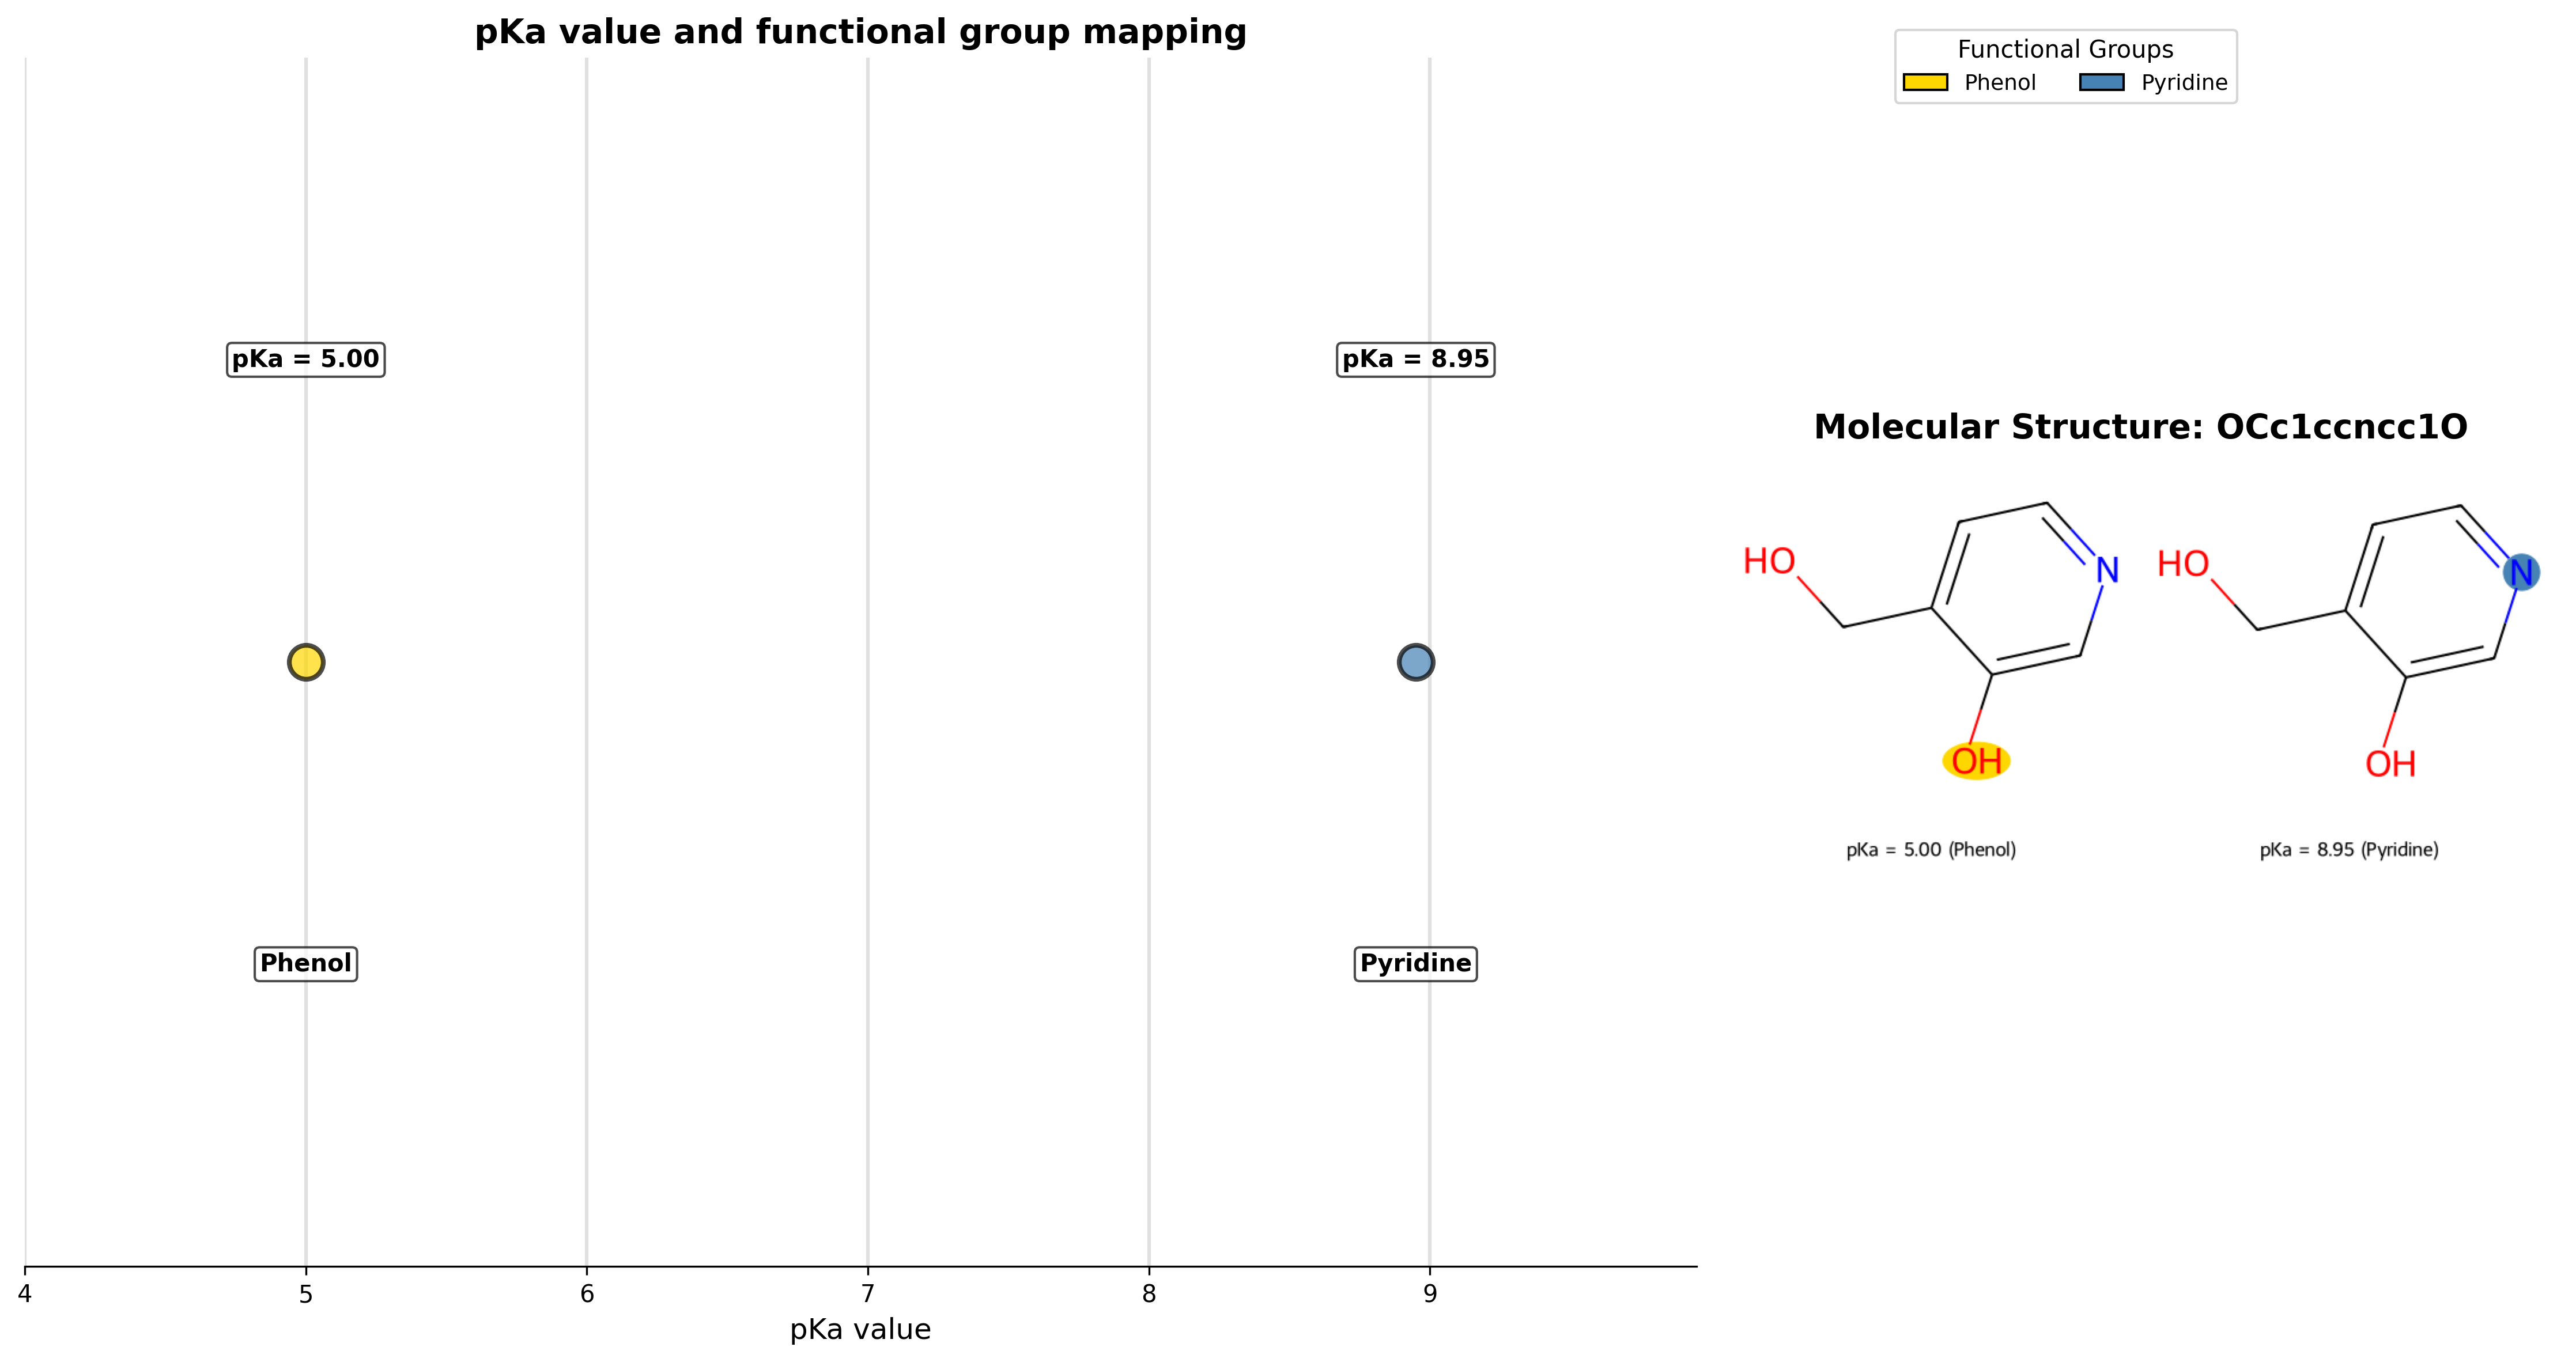 pKa value and functional group mapping
pKa = 5.00
pKa = 8.95
Phenol
Pyridine
4 5 6 7 8 9
pKa value
Functional Groups
Phenol Pyridine
Molecular Structure: OCc1ccncc1O
HO N HO N
OH OH
pKa = 5.00 (Phenol) pKa = 8.95 (Pyridine)